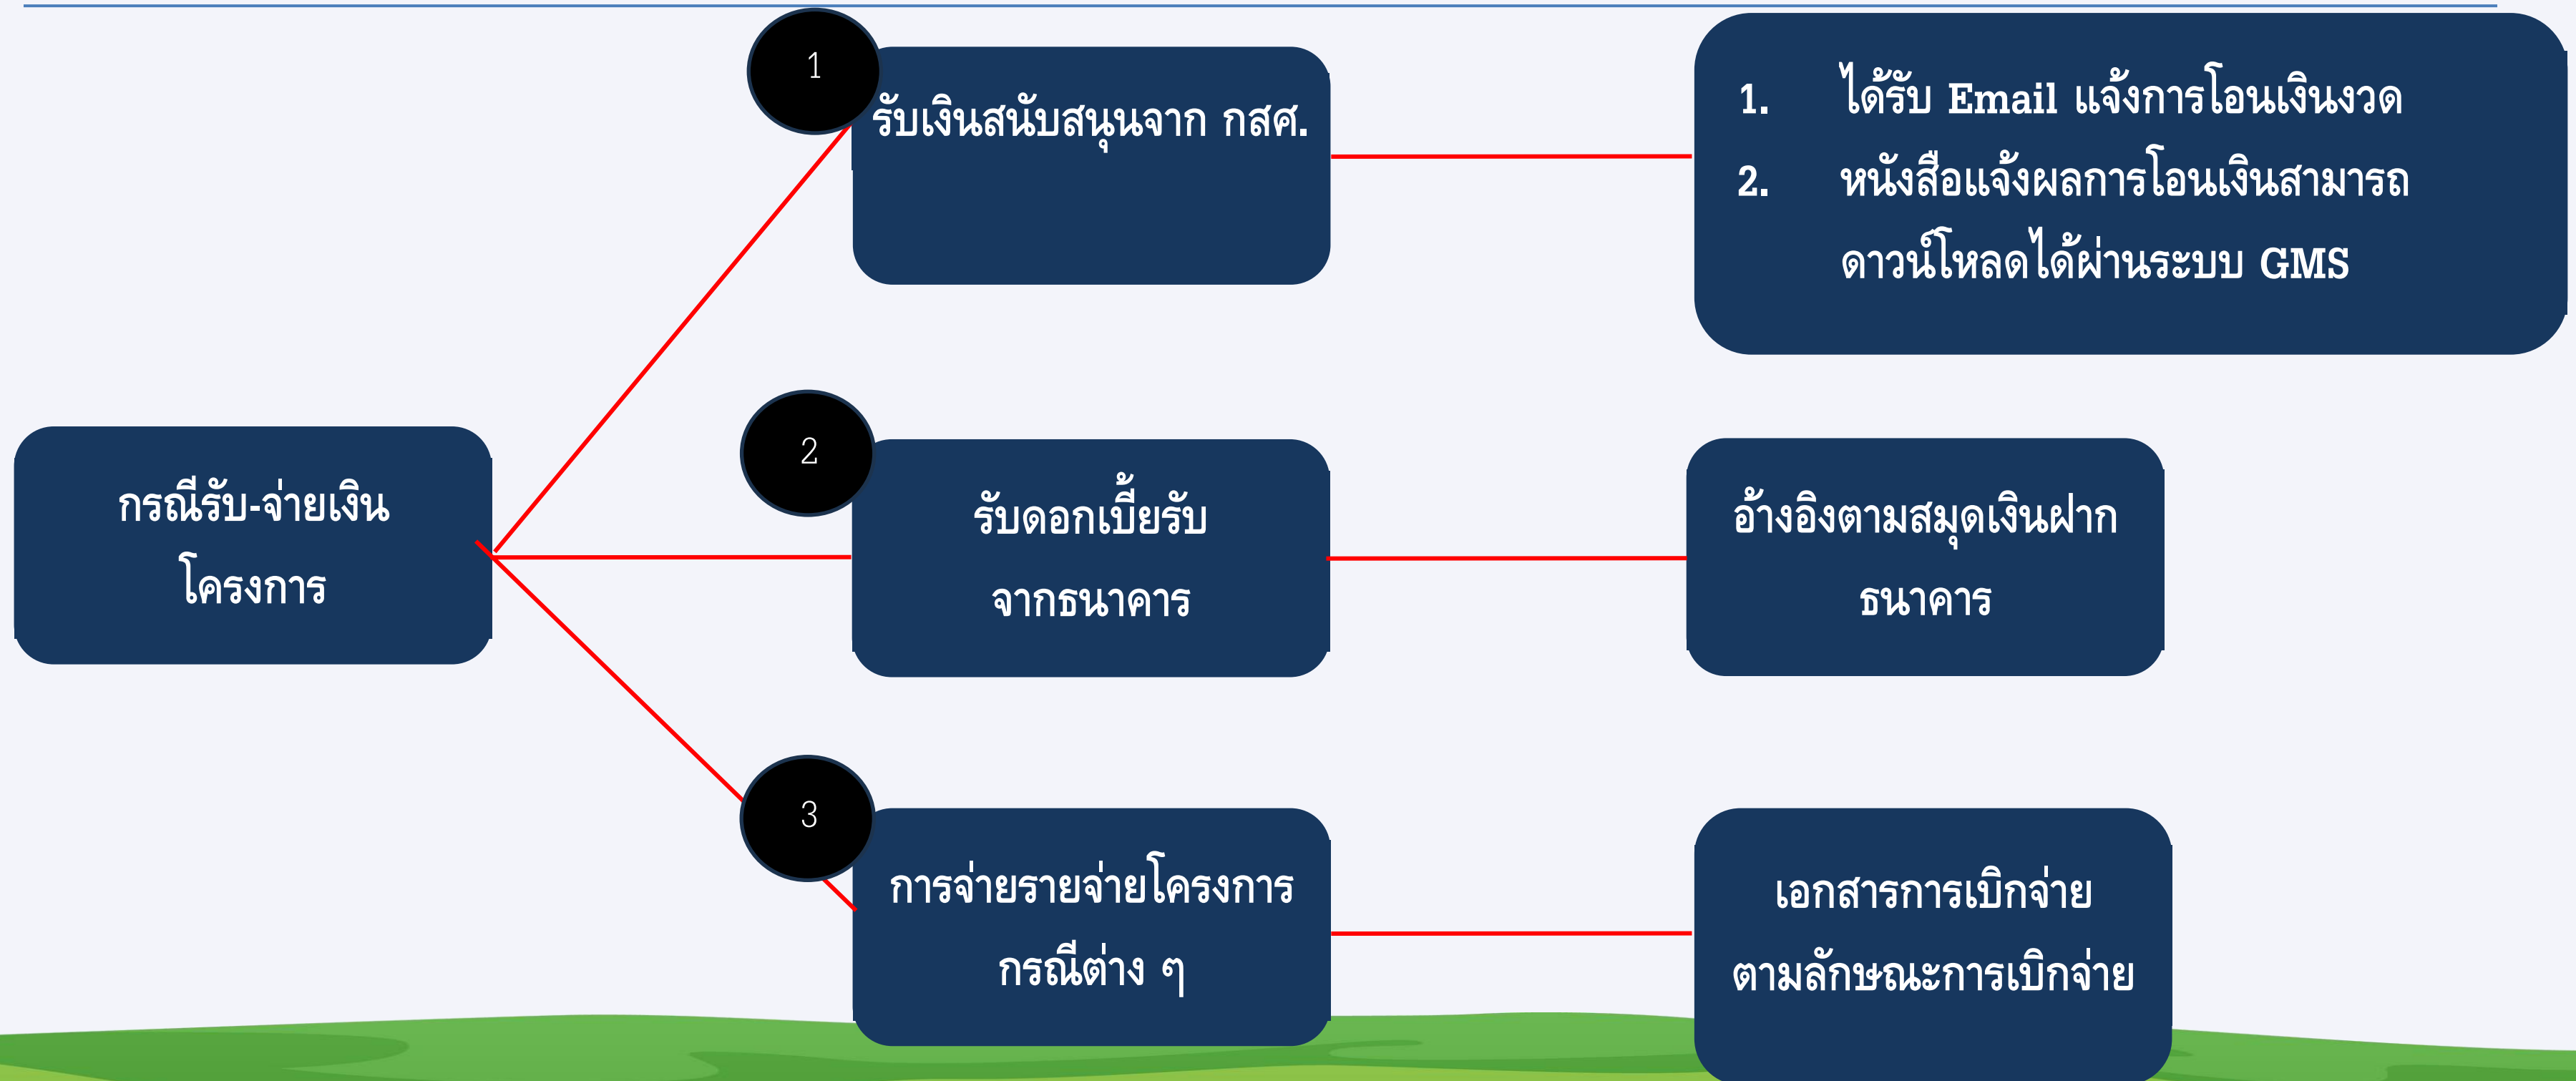 กรณีรับ-จ่ายเงิน
โครงการ
1
รับเงินสนับสนุนจาก กสศ.
1. ได้รับ Email แจ้งการโอนเงินงวด
2. หนังสือแจ้งผลการโอนเงินสามารถ
ดาวน์โหลดได้ผ่านระบบ GMS
2
รับดอกเบี้ยรับ
จากธนาคาร
อ้างอิงตามสมุดเงินฝาก
ธนาคาร
3
การจ่ายรายจ่ายโครงการ
กรณีต่าง ๆ
เอกสารการเบิกจ่าย
ตามลักษณะการเบิกจ่าย